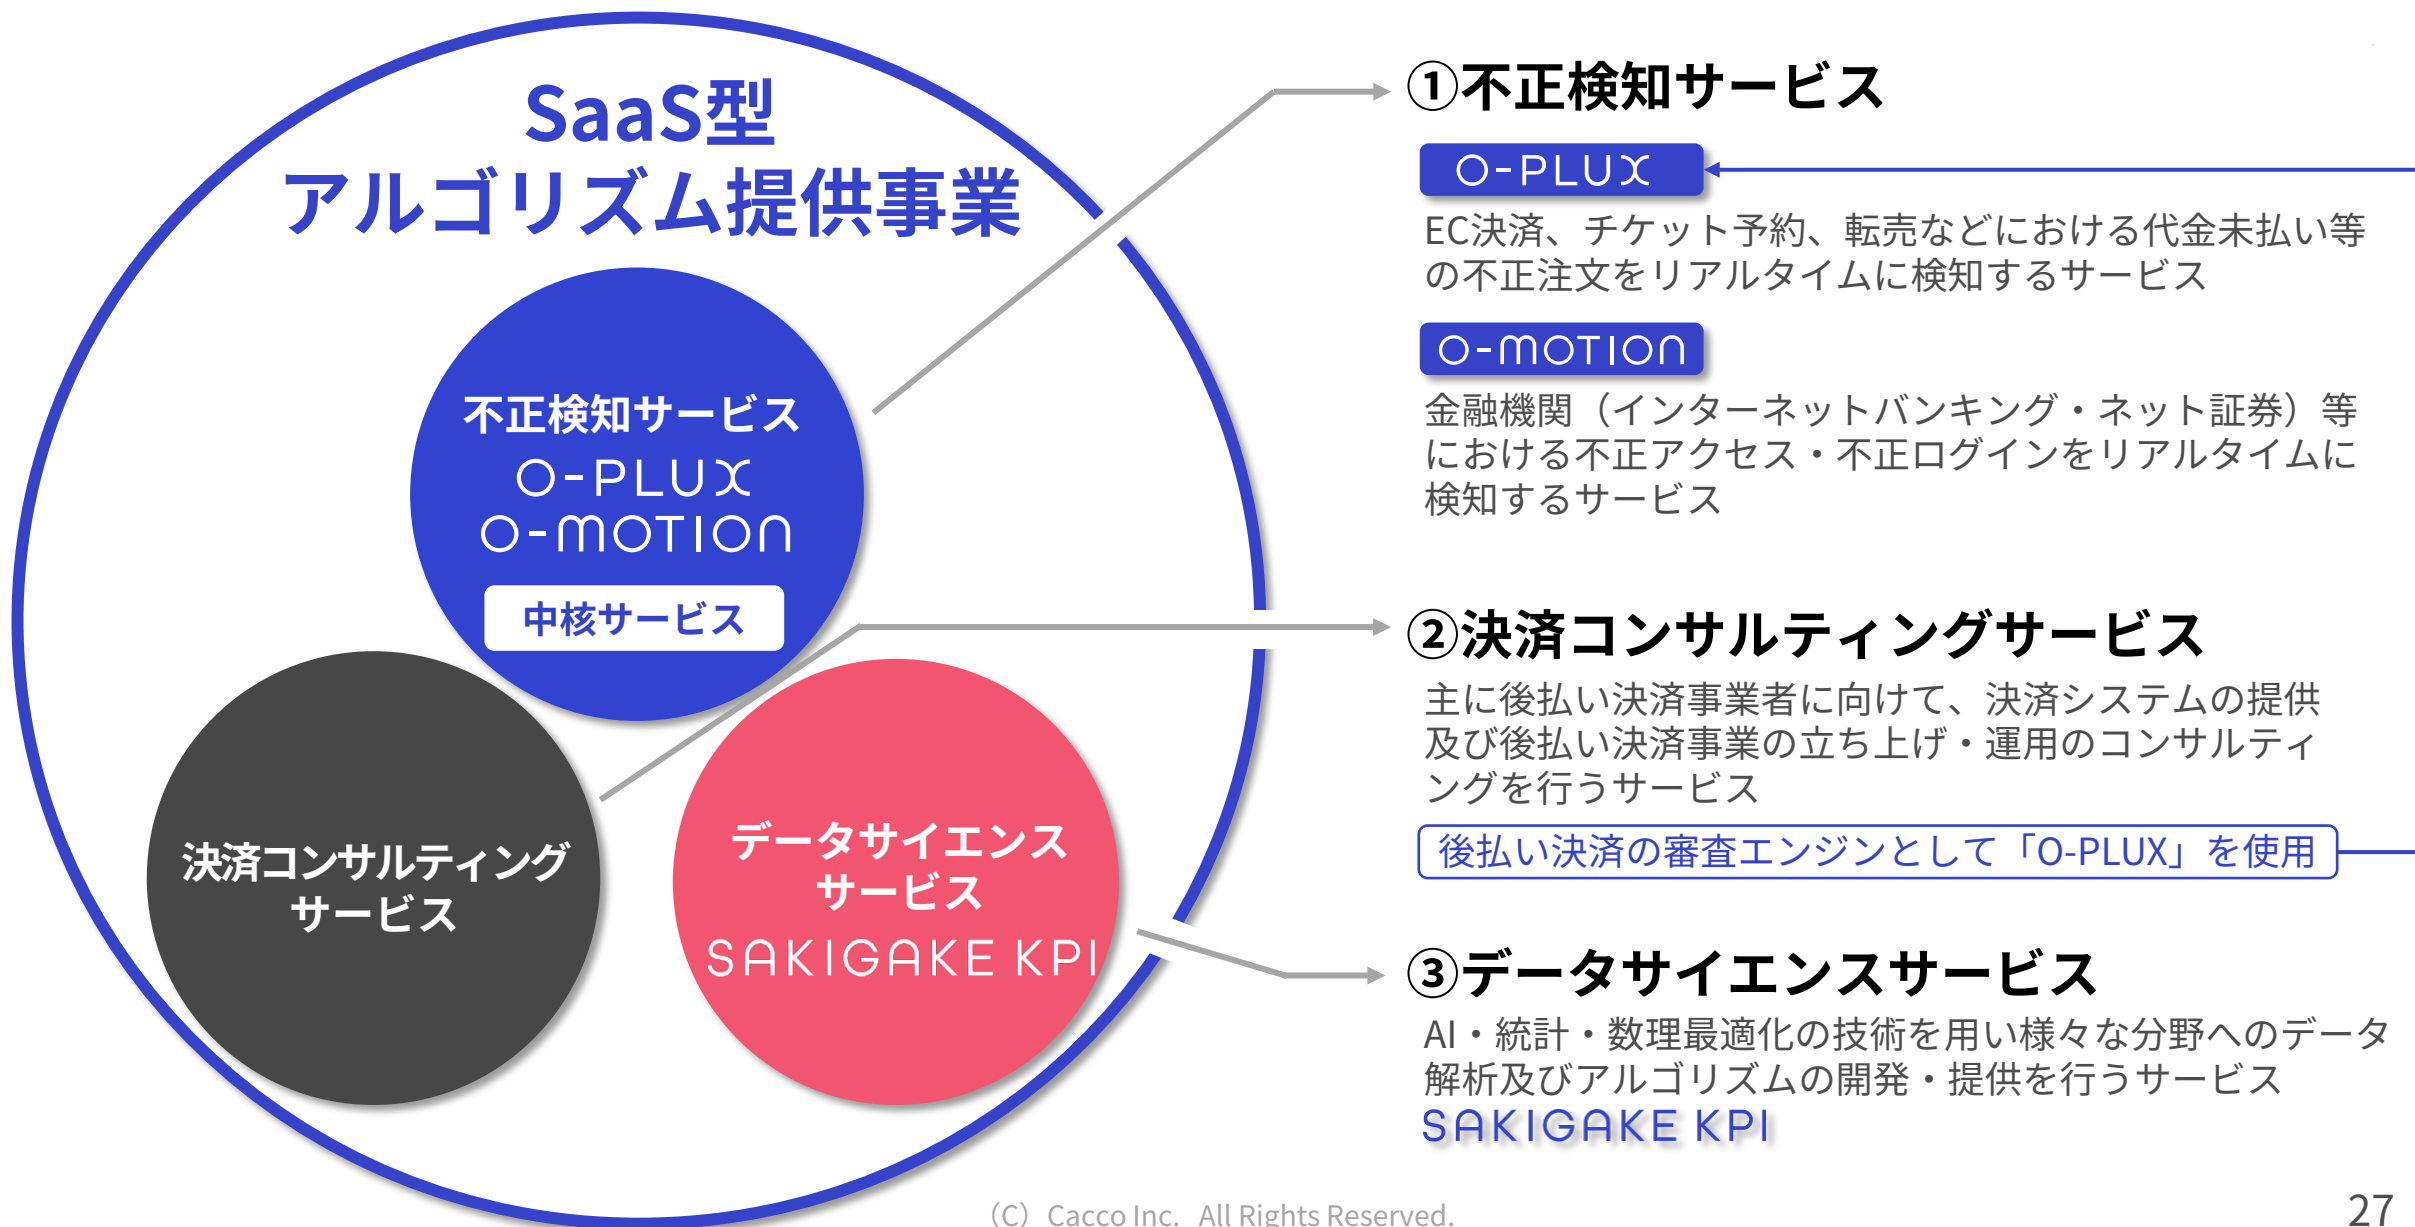 SaaS型
アルゴリズム提供事業
不正検知サービス
O-PLUX
O-MOTION
中核サービス
決済コンサルティング
サービス
データサイエンス
サービス
SAKIGAKE KPI
①不正検知サービス
O-PLUX
EC決済、チケット予約、転売などにおける代金未払い等
の不正注文をリアルタイムに検知するサービス
O-MOTION
金融機関（インターネットバンキング・ネット証券）等
における不正アクセス・不正ログインをリアルタイムに
検知するサービス
②決済コンサルティングサービス
主に後払い決済事業者に向けて、決済システムの提供
及び後払い決済事業の立ち上げ・運用のコンサルティ
ングを行うサービス
後払い決済の審査エンジンとして「O-PLUX」を使用
③データサイエンスサービス
AI・統計・数理最適化の技術を用い様々な分野へのデータ
解析及びアルゴリズムの開発・提供を行うサービス
SAKIGAKE KPI
（C）Cacco Inc. All Rights Reserved.
27